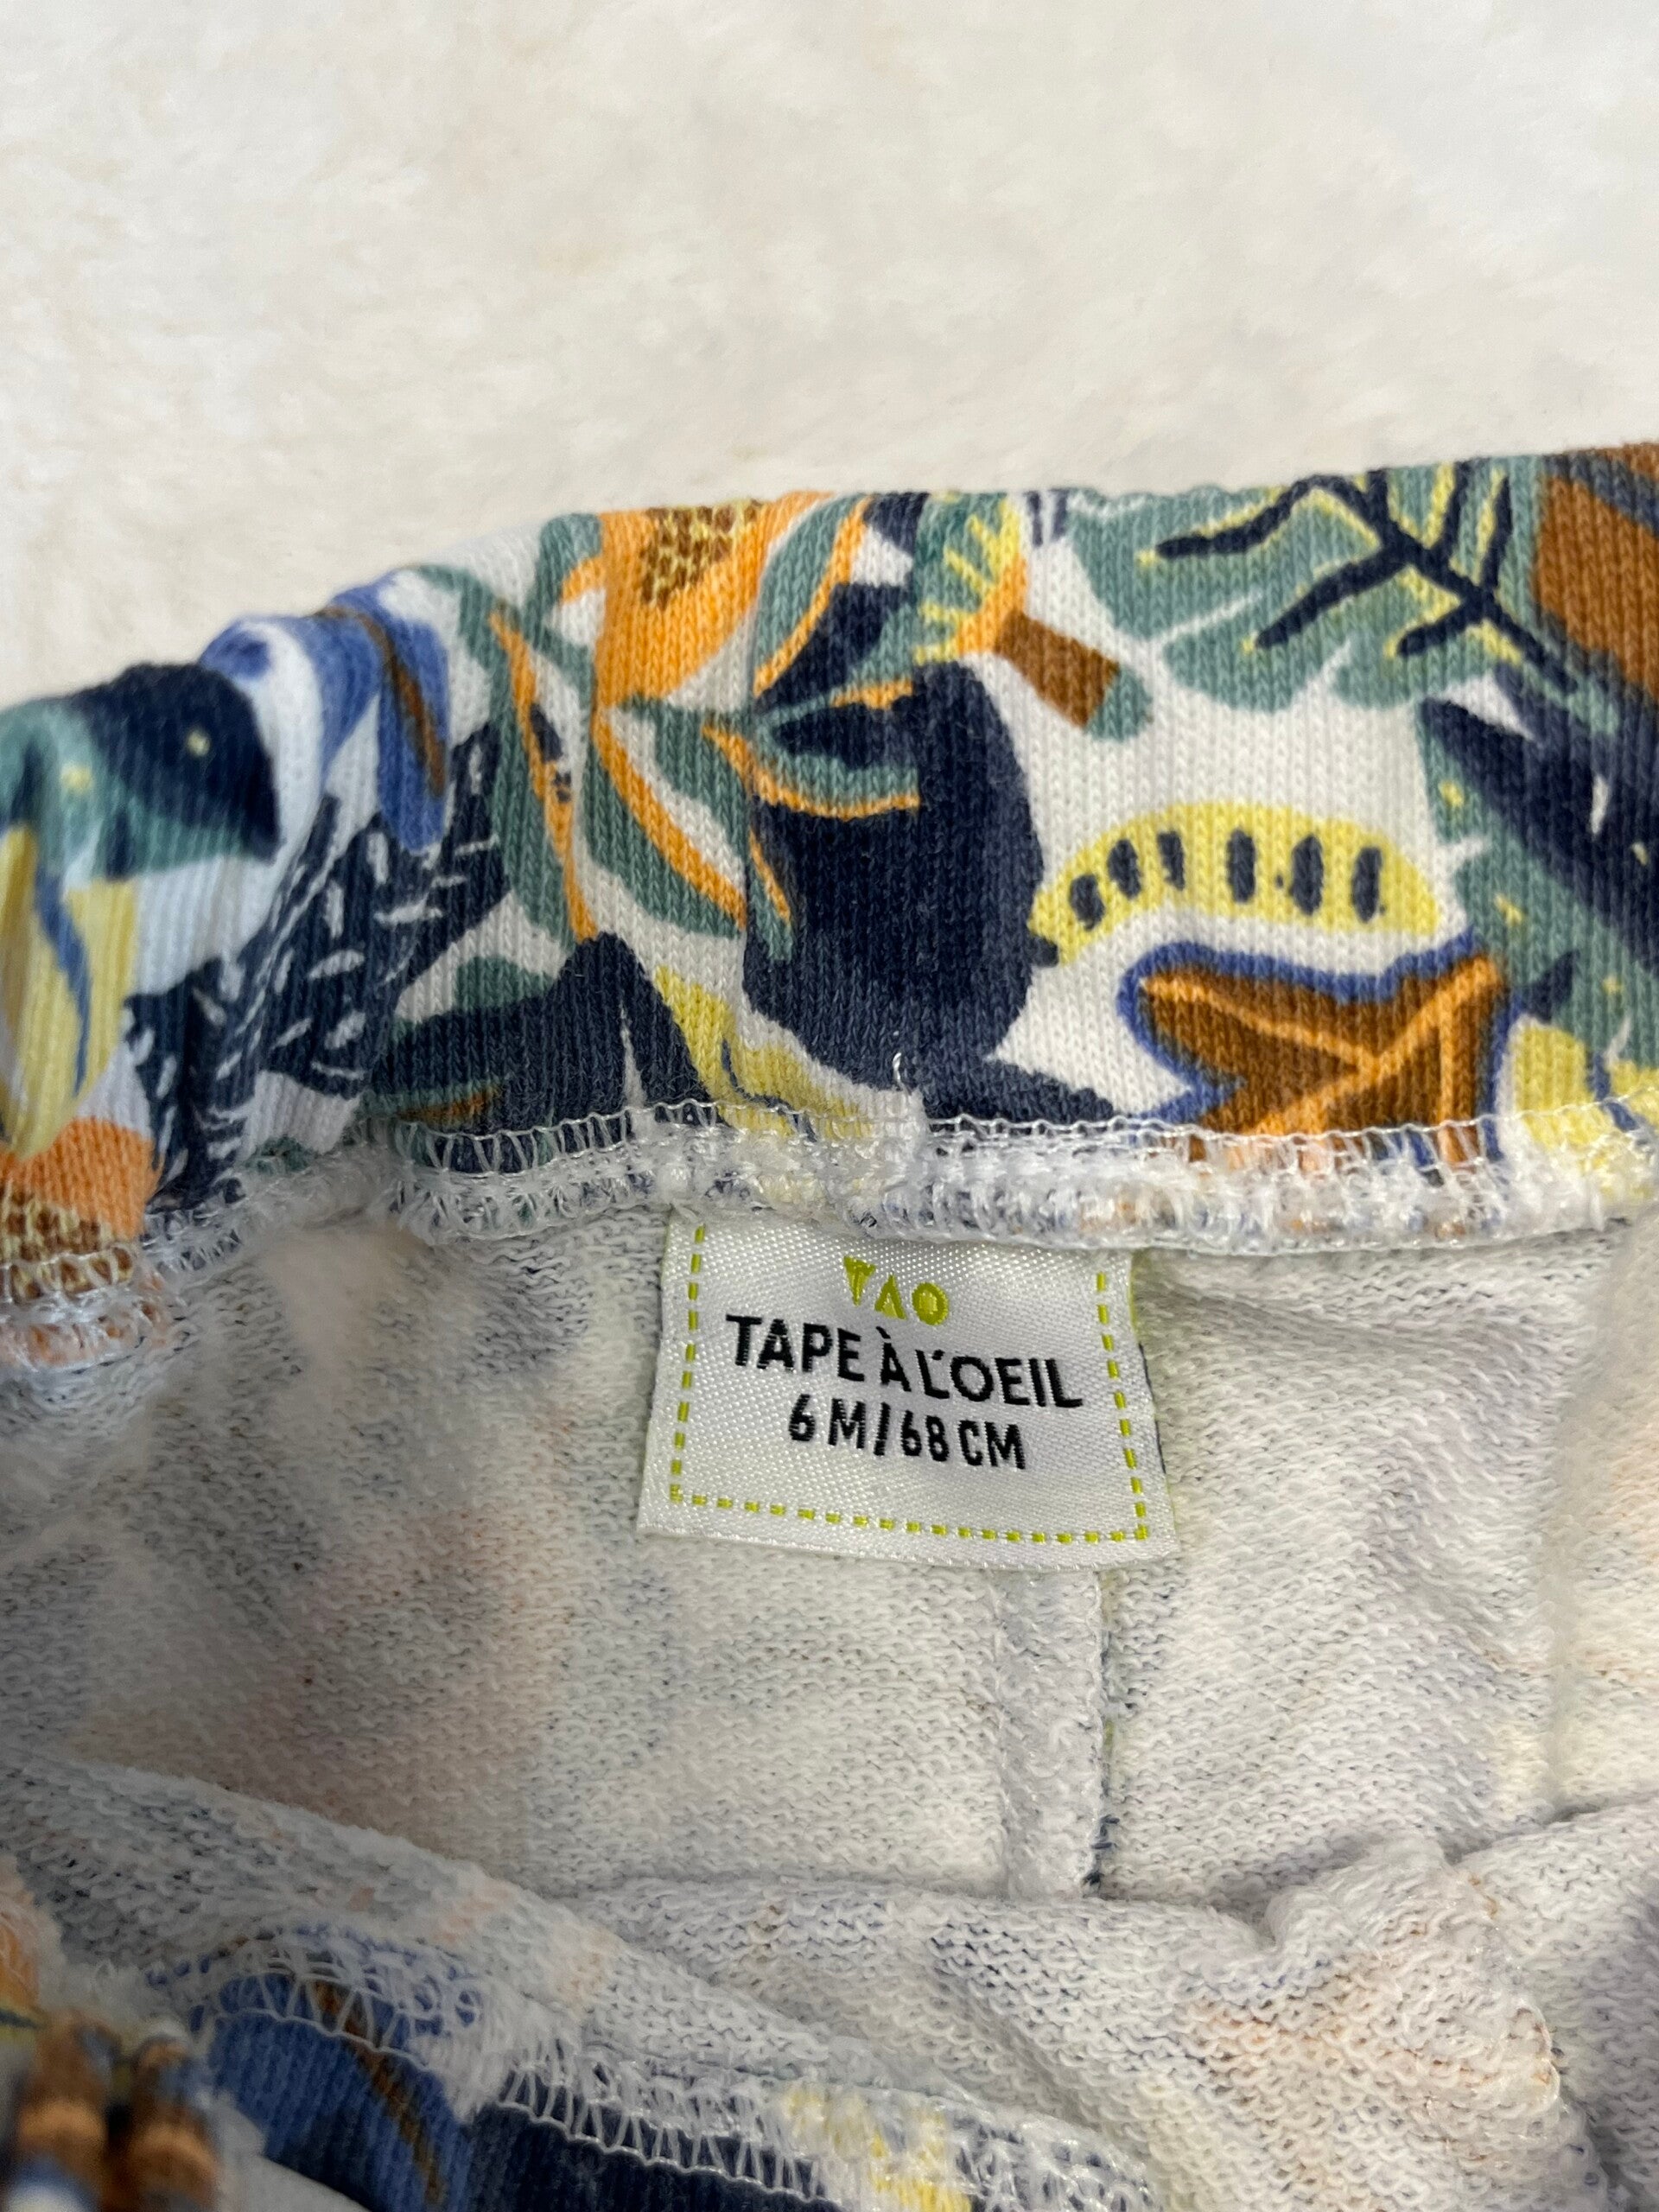 TAO
TAPE À L'OEIL
6 M/68 CM